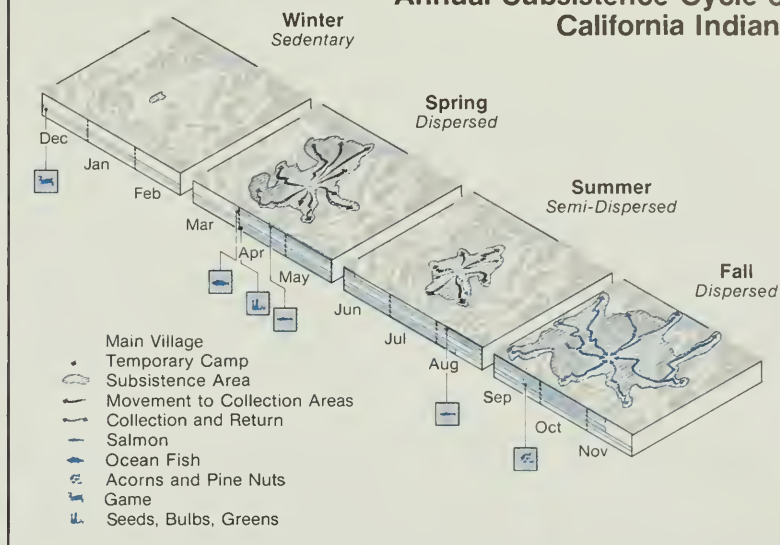 Annual Subsistence Cycle
California Indian
Winter
Sedentary
Spring
Dispersed
Summer
Semi-Dispersed
Fall
Dispersed
Dec
Jan
Feb
Mar
Apr
May
Jun
Jul
Aug
Sep
Oct
Nov
Main Village
Temporary Camp
Subsistence Area
Movement to Collection Areas
Collection and Return
Salmon
Ocean Fish
Acorns and Pine Nuts
Game
Seeds, Bulbs, Greens